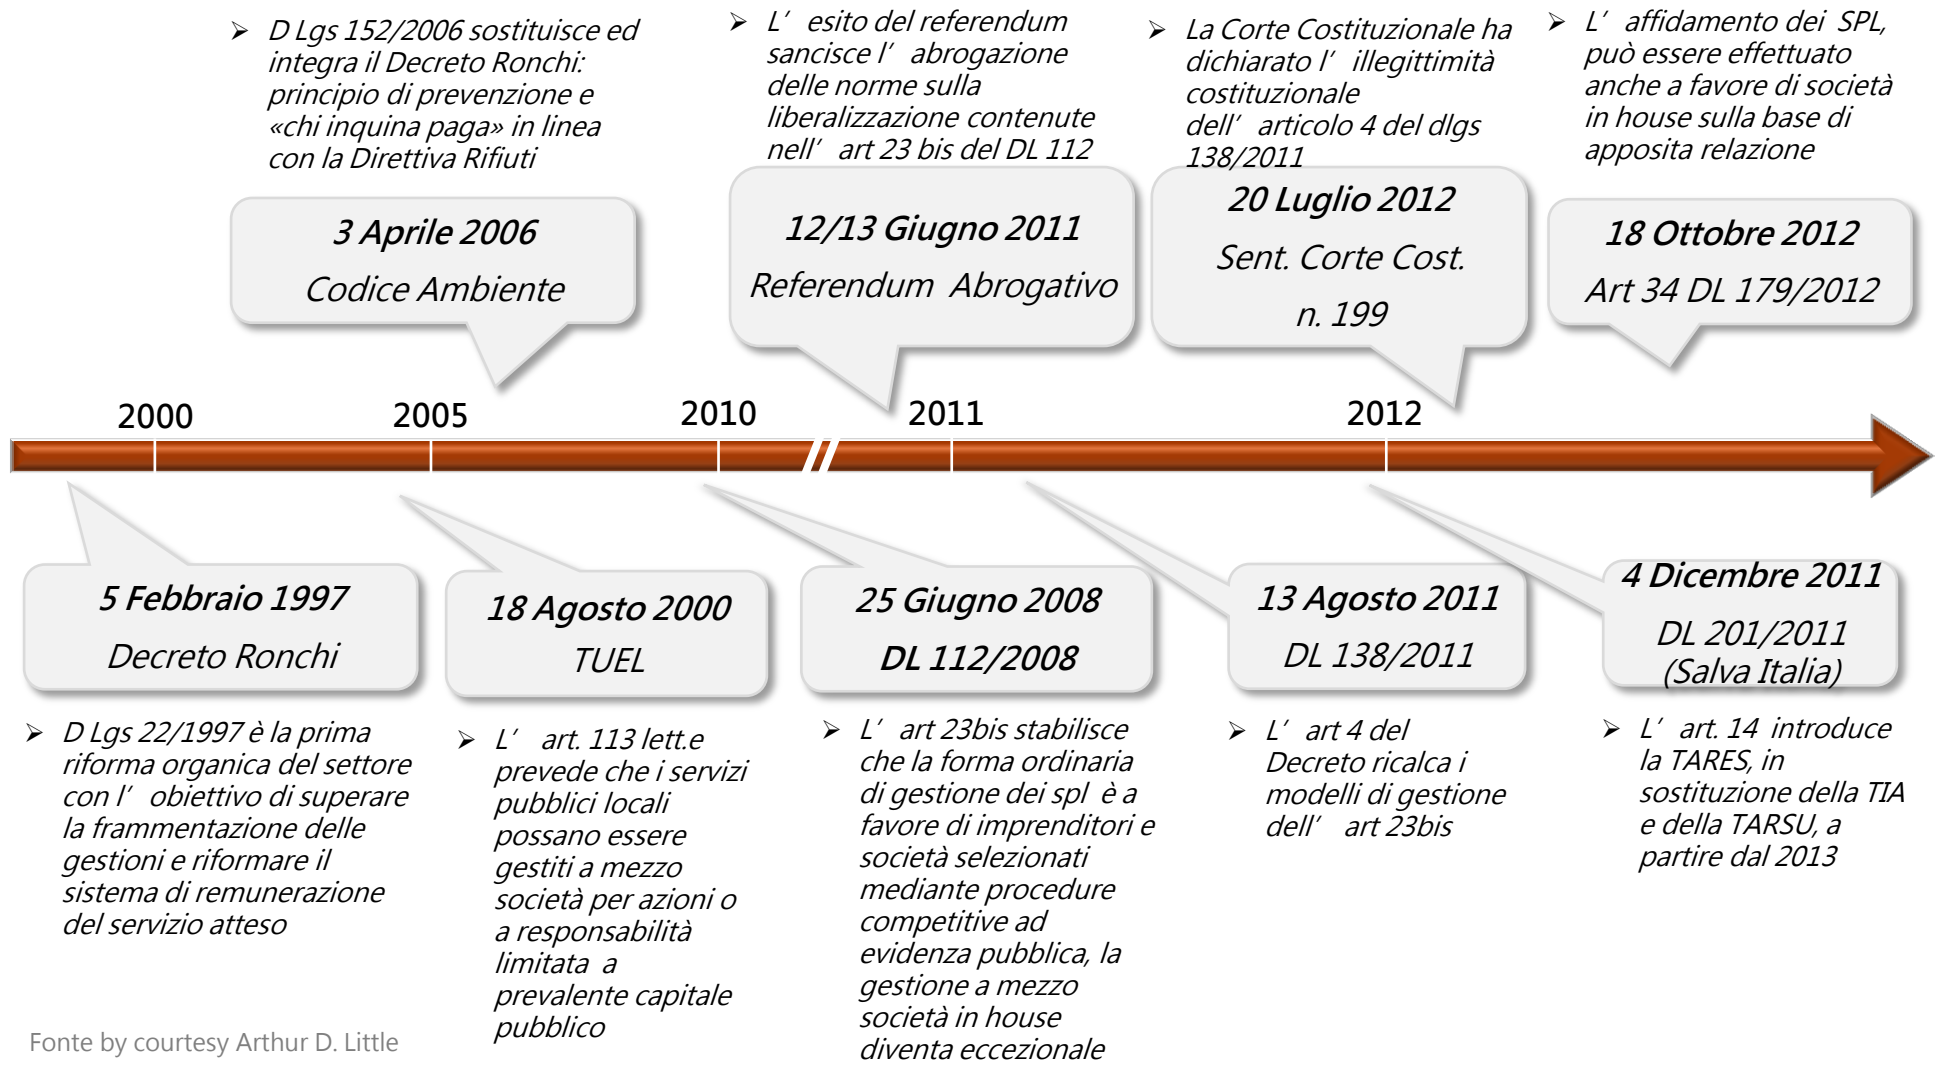 ➢ D Lgs 152/2006 sostituisce ed
integra il Decreto Ronchi:
principio di prevenzione e
«chi inquina paga» in linea
con la Direttiva Rifiuti
➢ L’ esito del referendum
sancisce l’ abrogazione
delle norme sulla
liberalizzazione contenute
nell’ art 23 bis del DL 112
➢ La Corte Costituzionale ha
dichiarato l’ illegittimità
costituzionale
dell’ articolo 4 del dlgs
138/2011
➢ L’ affidamento dei SPL,
può essere effettuato
anche a favore di società
in house sulla base di
apposita relazione
3 Aprile 2006
Codice Ambiente
12/13 Giugno 2011
Referendum Abrogativo
20 Luglio 2012
Sent. Corte Cost.
n. 199
18 Ottobre 2012
Art 34 DL 179/2012
2000
2005
2010
2011
2012
5 Febbraio 1997
Decreto Ronchi
18 Agosto 2000
TUEL
25 Giugno 2008
DL 112/2008
13 Agosto 2011
DL 138/2011
4 Dicembre 2011
DL 201/2011
(Salva Italia)
➢ D Lgs 22/1997 è la prima
riforma organica del settore
con l’ obiettivo di superare
la frammentazione delle
gestioni e riformare il
sistema di remunerazione
del servizio atteso
➢ L’ art. 113 lett.e
prevede che i servizi
pubblici locali
possano essere
gestiti a mezzo
società per azioni o
a responsabilità
limitata a
prevalente capitale
pubblico
➢ L’ art 23bis stabilisce
che la forma ordinaria
di gestione dei spl è a
favore di imprenditori e
società selezionati
mediante procedure
competitive ad
evidenza pubblica, la
gestione a mezzo
società in house
diventa eccezionale
➢ L’ art 4 del
Decreto ricalca i
modelli di gestione
dell’ art 23bis
➢ L’ art. 14 introduce
la TARES, in
sostituzione della TIA
e della TARSU, a
partire dal 2013
Fonte by courtesy Arthur D. Little